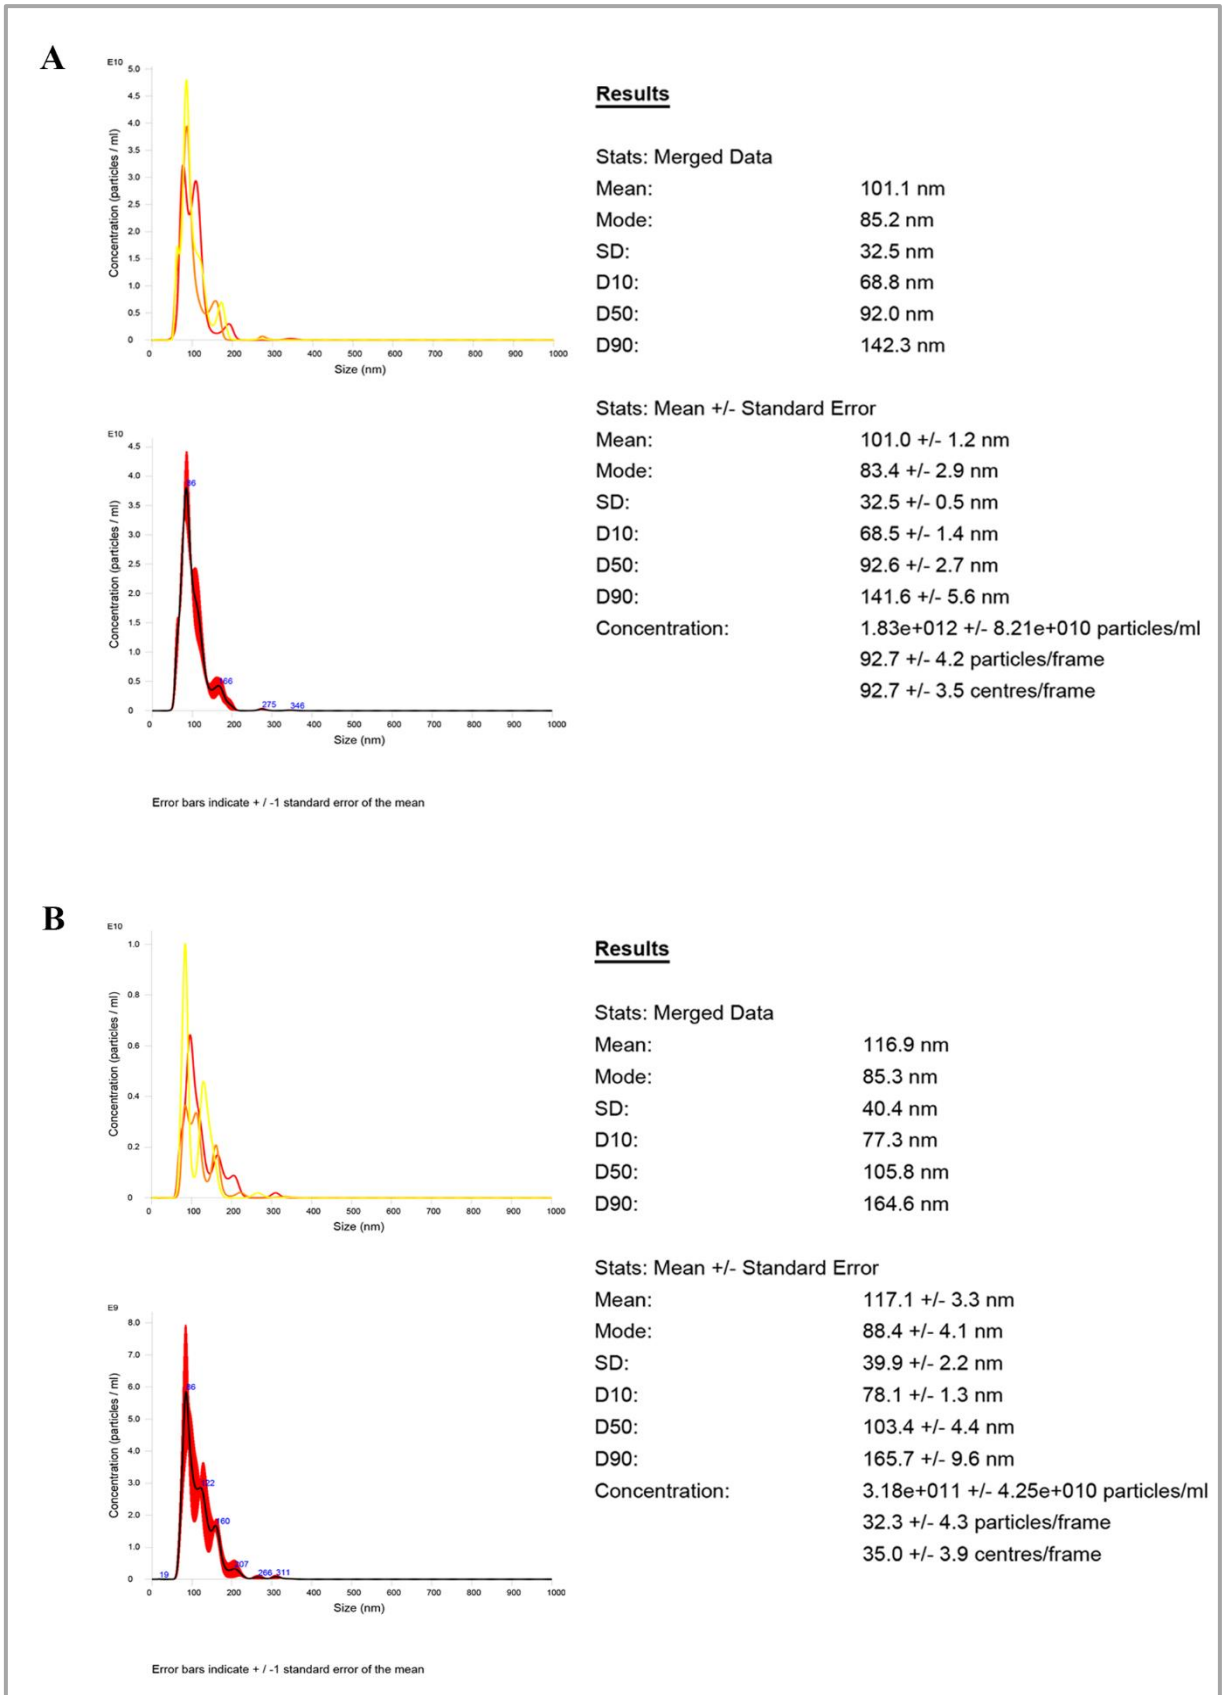 A
E10
5.0
4.5
4.0
3.5
3.0
2.5
2.0
1.5
1.0
0.5
0
Concentration (particles / ml)
0 100 200 300 400 500 600 700 800 900 1000
Size (nm)
E10
4.5
4.0
3.5
3.0
2.5
2.0
1.5
1.0
0.5
0
Concentration (particles / ml)
275 346
0 100 200 300 400 500 600 700 800 900 1000
Size (nm)
Error bars indicate + / -1 standard error of the mean
Results
Stats: Merged Data
Mean: 101.1 nm
Mode: 85.2 nm
SD: 32.5 nm
D10: 68.8 nm
D50: 92.0 nm
D90: 142.3 nm
Stats: Mean +/- Standard Error
Mean: 101.0 +/- 1.2 nm
Mode: 83.4 +/- 2.9 nm
SD: 32.5 +/- 0.5 nm
D10: 68.5 +/- 1.4 nm
D50: 92.6 +/- 2.7 nm
D90: 141.6 +/- 5.6 nm
Concentration: 1.83e+012 +/- 8.21e+010 particles/ml
92.7 +/- 4.2 particles/frame
92.7 +/- 3.5 centres/frame
B
E10
1.0
0.8
0.6
0.4
0.2
0
Concentration (particles / ml)
0 100 200 300 400 500 600 700 800 900 1000
Size (nm)
E9
8.0
7.0
6.0
5.0
4.0
3.0
2.0
1.0
0
Concentration (particles / ml)
19 266 311
0 100 200 300 400 500 600 700 800 900 1000
Size (nm)
Error bars indicate + / -1 standard error of the mean
Results
Stats: Merged Data
Mean: 116.9 nm
Mode: 85.3 nm
SD: 40.4 nm
D10: 77.3 nm
D50: 105.8 nm
D90: 164.6 nm
Stats: Mean +/- Standard Error
Mean: 117.1 +/- 3.3 nm
Mode: 88.4 +/- 4.1 nm
SD: 39.9 +/- 2.2 nm
D10: 78.1 +/- 1.3 nm
D50: 103.4 +/- 4.4 nm
D90: 165.7 +/- 9.6 nm
Concentration: 3.18e+011 +/- 4.25e+010 particles/ml
32.3 +/- 4.3 particles/frame
35.0 +/- 3.9 centres/frame